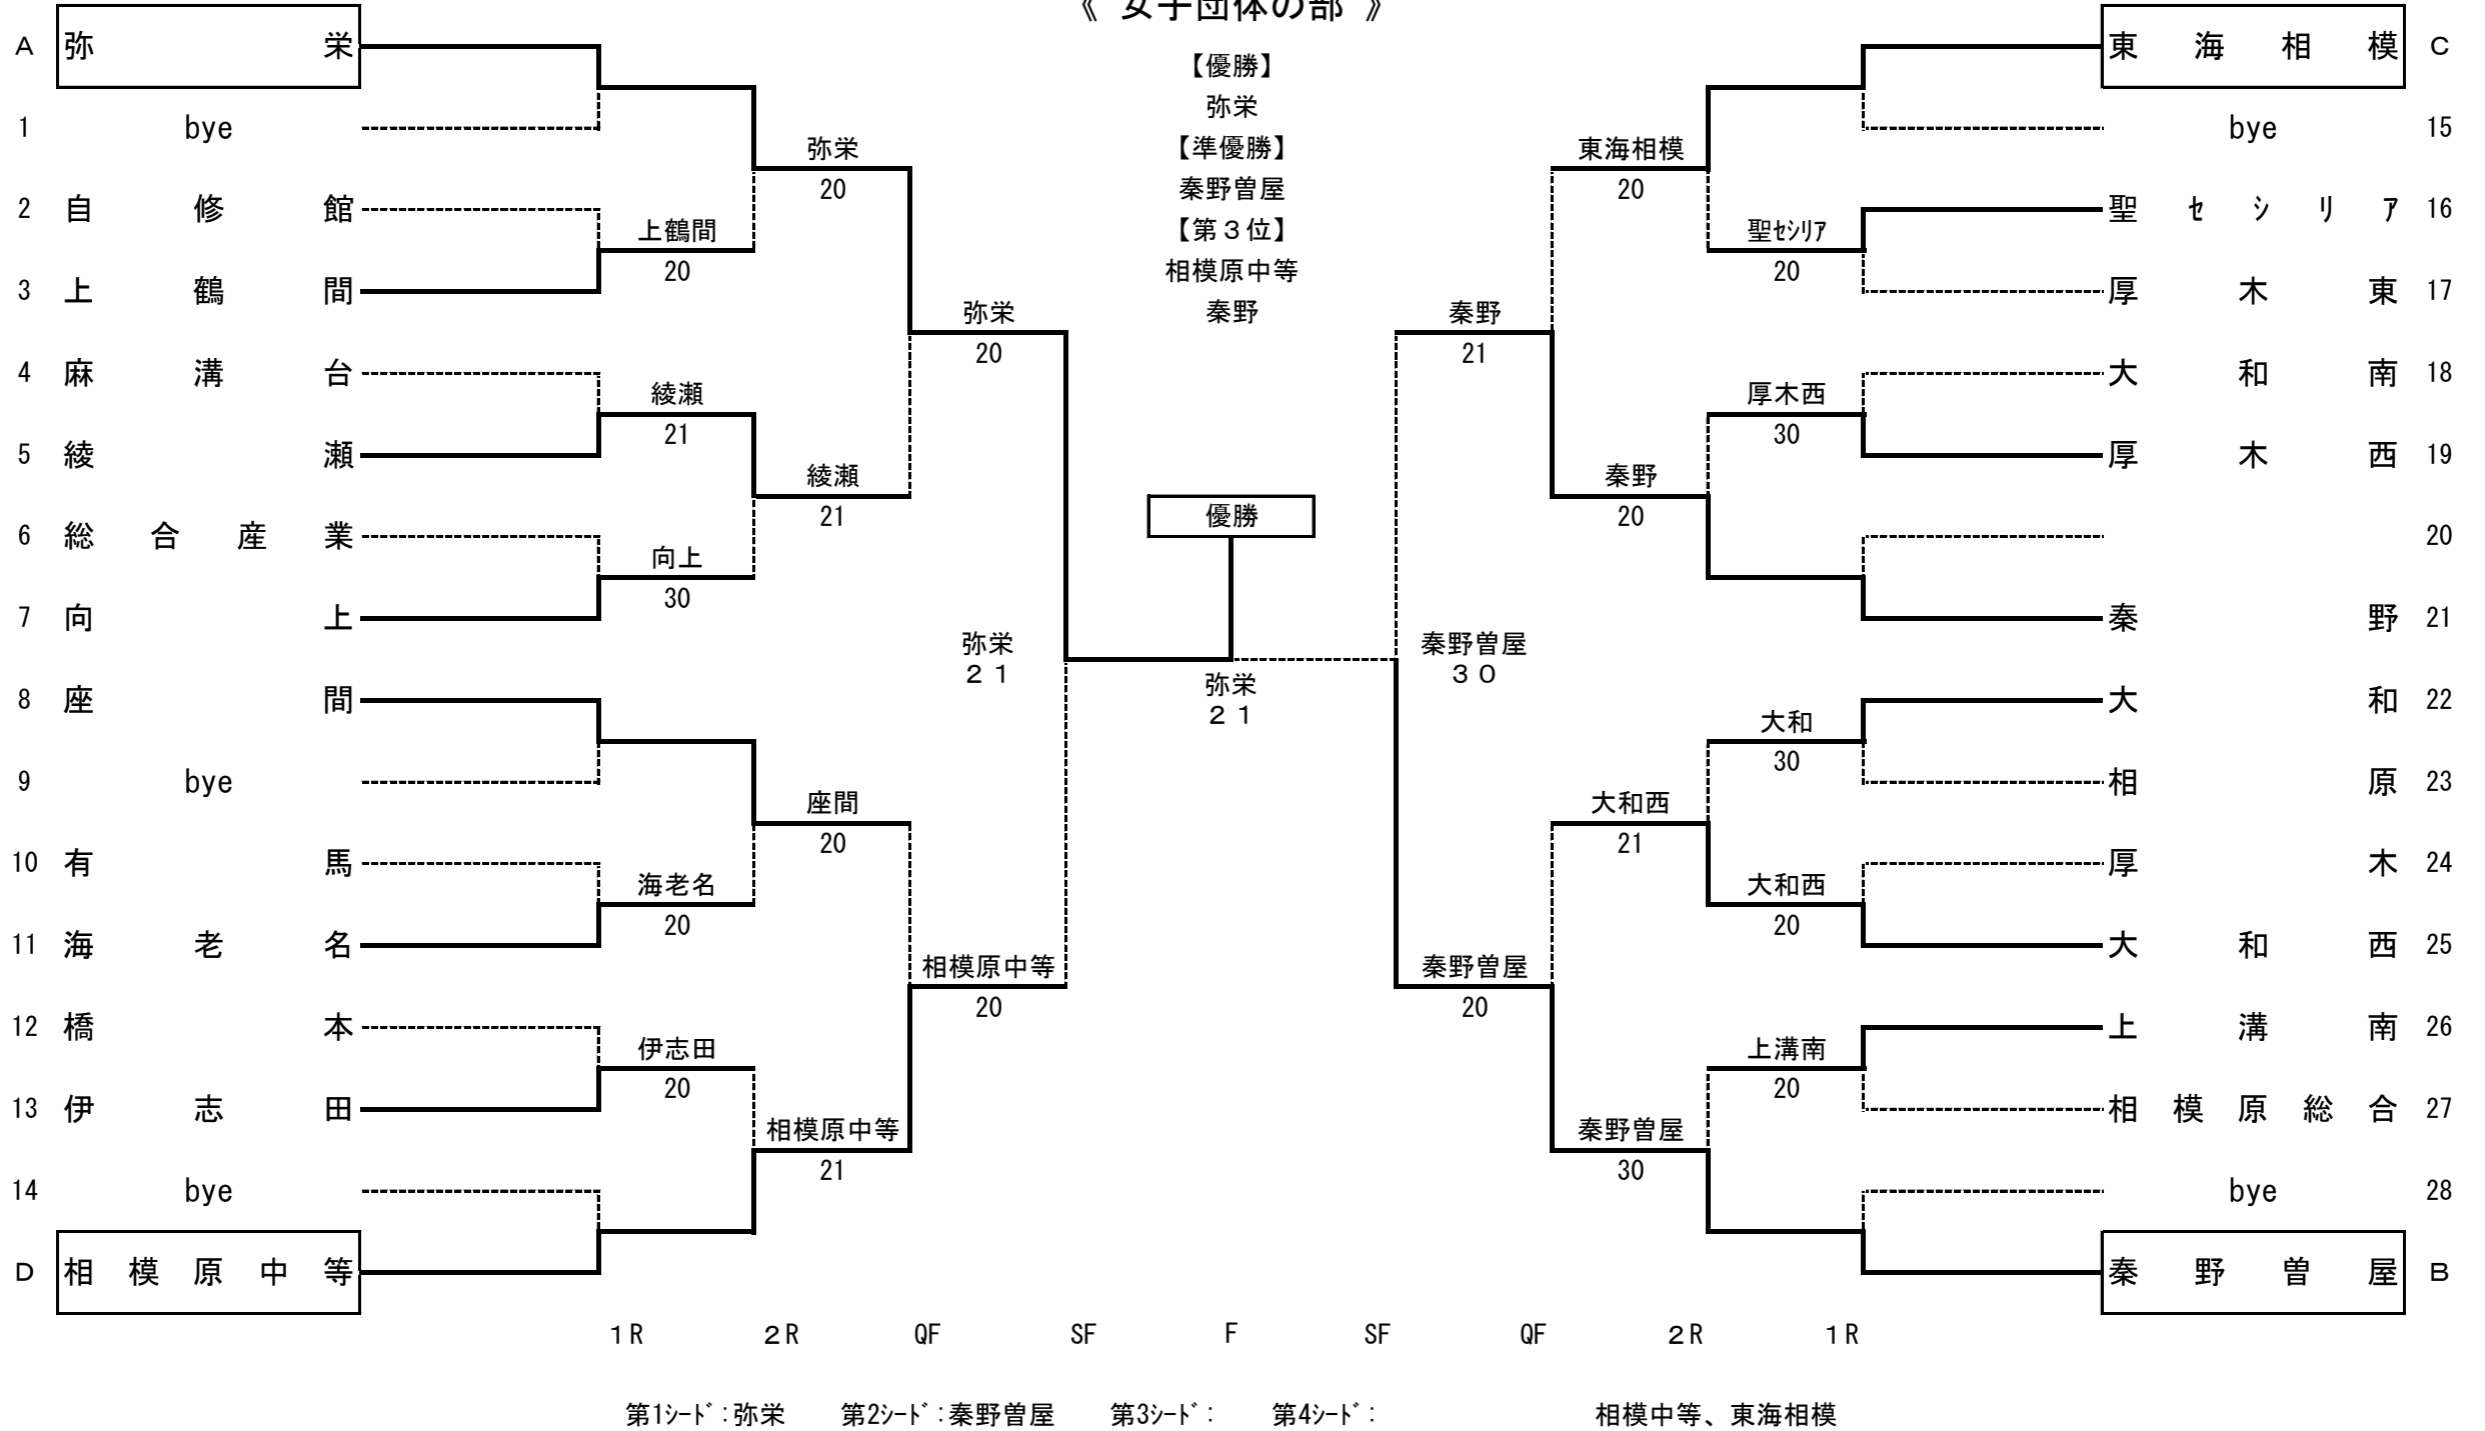 《 女子団体の部 》
A 弥栄
1 bye
2 自修館
3 上鶴間
4 麻溝台
5 綾瀬
6 総合産業
7 向上
8 座間
9 bye
10 有馬
11 海老名
12 橋本
13 伊志田
14 bye
D 相模原中等
上鶴間
20
綾瀬
21
向上
30
海老名
20
伊志田
20
弥栄
20
綾瀬
21
座間
20
相模原中等
21
弥栄
20
相模原中等
20
弥栄
21
【優勝】
弥栄
【準優勝】
秦野曽屋
【第3位】
相模原中等
秦野
優勝
弥栄
21
秦野曽屋
30
秦野
21
秦野曽屋
20
東海相模
20
秦野
20
大和西
21
秦野曽屋
30
聖セシリア
20
厚木西
30
大和
30
大和西
20
上溝南
20
東海相模 C
bye 15
聖セシリア 16
厚木東 17
大和南 18
厚木西 19
20
秦野 21
大和 22
相原 23
厚木 24
大和西 25
上溝南 26
相模原総合 27
bye 28
秦野曽屋 B
1R 2R QF SF F SF QF 2R 1R
第1シード:弥栄 第2シード:秦野曽屋 第3シード: 第4シード: 相模中等、東海相模